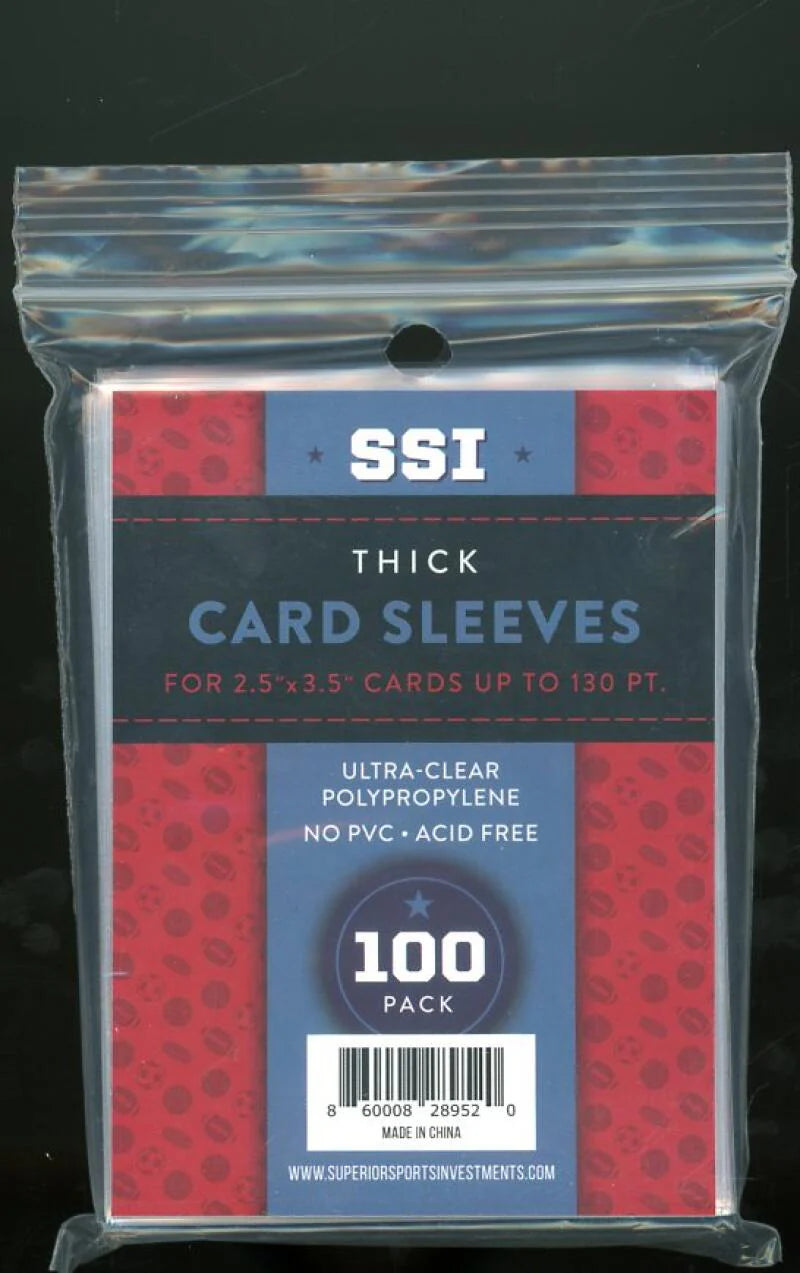 SSI
THICK
CARD SLEEVES
FOR 2.5"x3.5" CARDS UP TO 130 PT.
ULTRA-CLEAR
POLYPROPYLENE
NO PVC • ACID FREE
100
PACK
8 60008 28952 0
MADE IN CHINA
WWW.SUPERIORSPORTSINVESTMENTS.COM